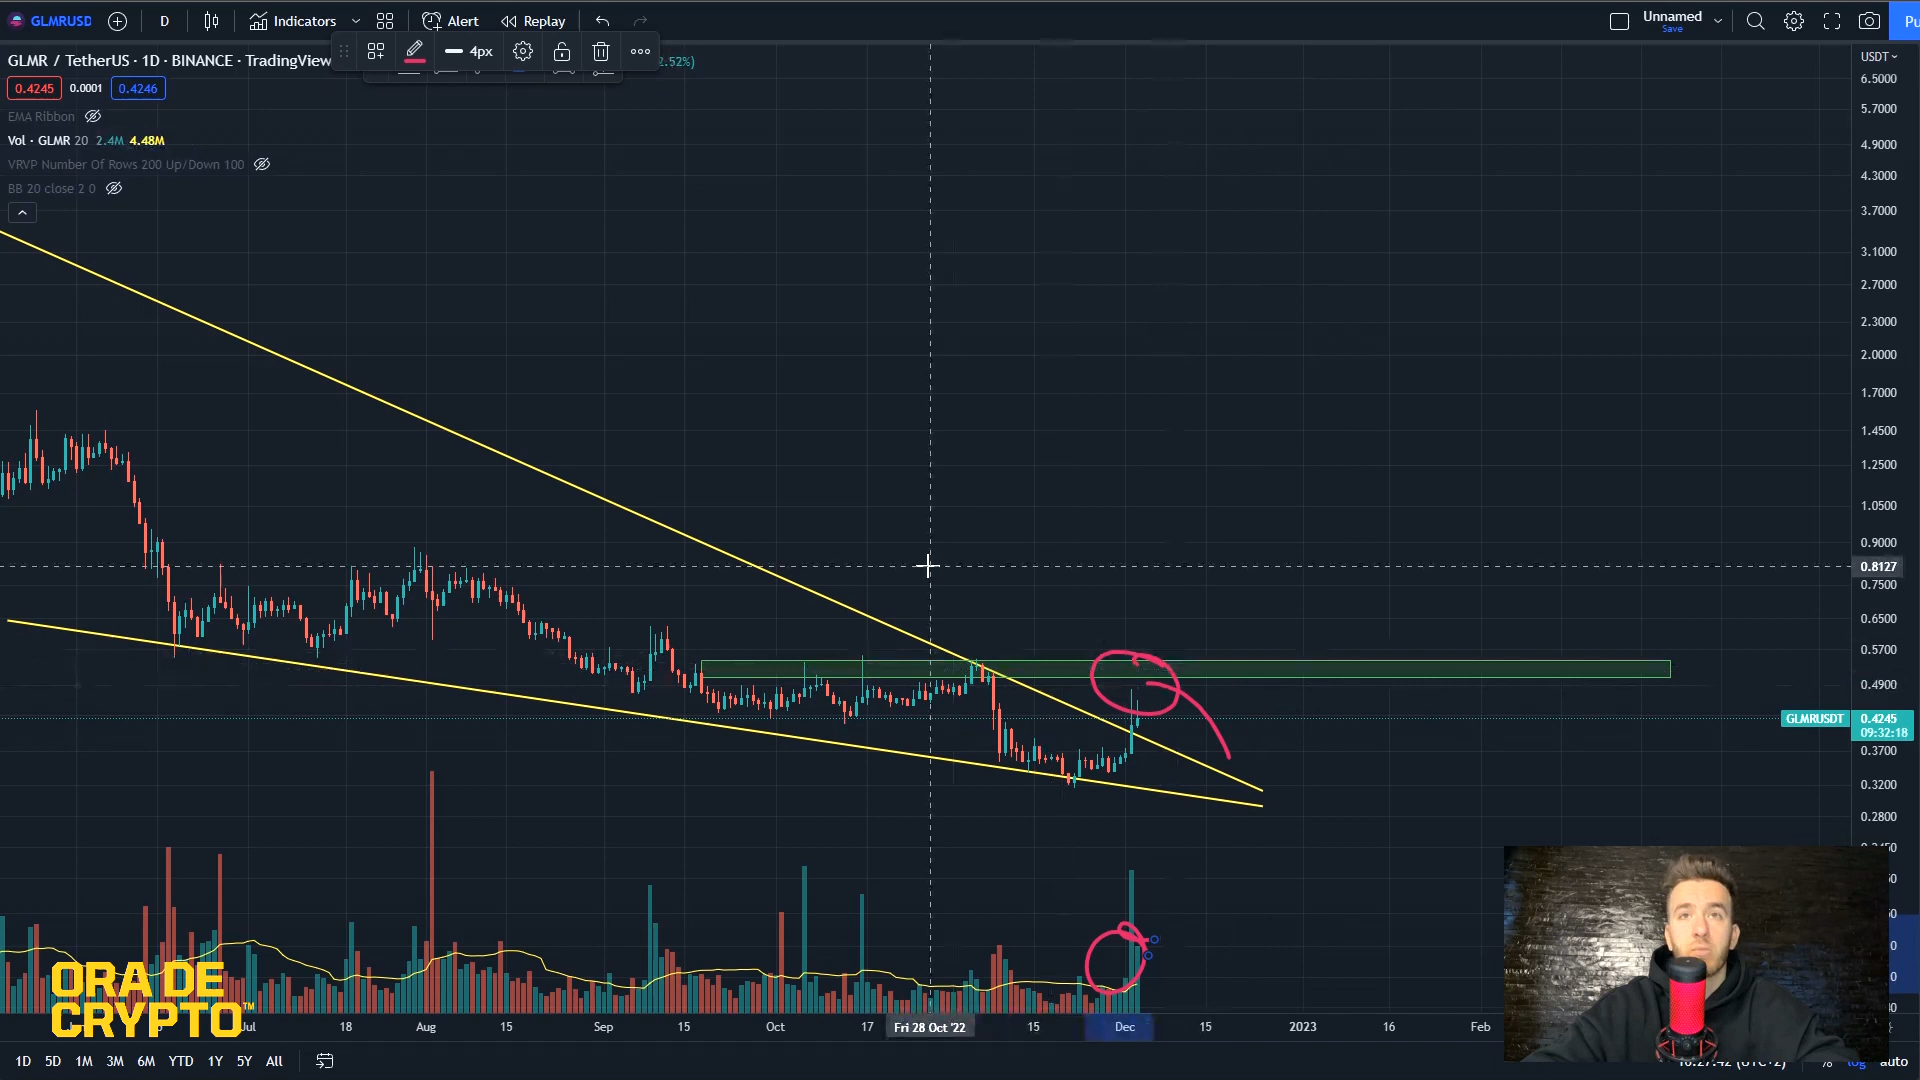 GLMRUSD
D
Indicators
Alert
Replay
Unnamed
Save
Pu
4px
GLMR / TetherUS · 1D · BINANCE · TradingView
2.52%)
0.4245
0.0001
0.4246
EMA Ribbon
Vol · GLMR 20 2.4M 4.48M
VRVP Number Of Rows 200 Up/Down 100
BB 20 close 2 0
USDT
6.5000
5.7000
4.9000
4.3000
3.7000
3.1000
2.7000
2.3000
2.0000
1.7000
1.4500
1.2500
1.0500
0.9000
0.8127
0.7500
0.6500
0.5700
0.4900
GLMRUSDT
0.4245
09:32:18
0.3700
0.3200
0.2800
ORA DE
CRYPTO™
Jul
18
Aug
15
Sep
15
Oct
17
Fri 28 Oct '22
15
Dec
15
2023
16
Feb
1D
5D
1M
3M
6M
YTD
1Y
5Y
All
%
log
auto